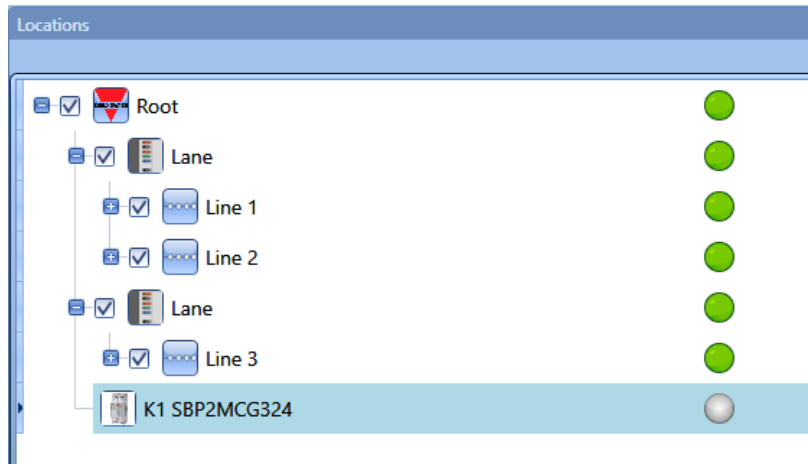 Locations
Root
Lane
Line 1
Line 2
Lane
Line 3
K1 SBP2MCG324